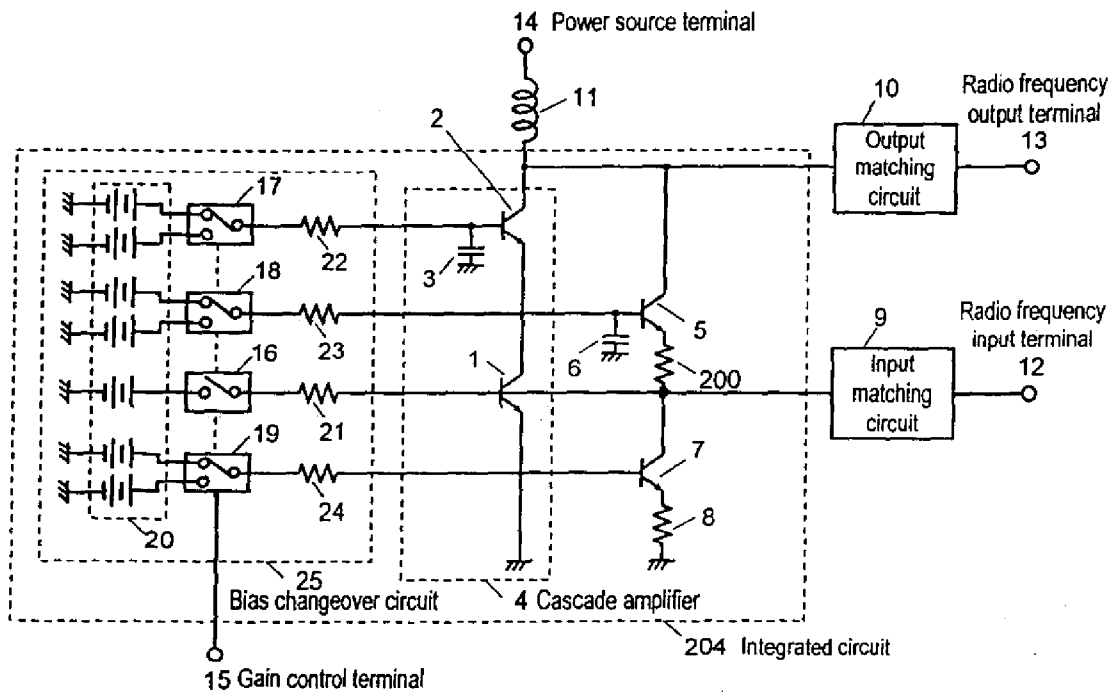 14 Power source terminal
11
10
Radio frequency
output terminal
13
Output
matching
circuit
2
17
22
3
18
23
5
6
9
Radio frequency
input terminal
12
Input
matching
circuit
16
1
200
21
19
7
24
8
20
25
Bias changeover circuit
4 Cascade amplifier
204 Integrated circuit
15 Gain control terminal